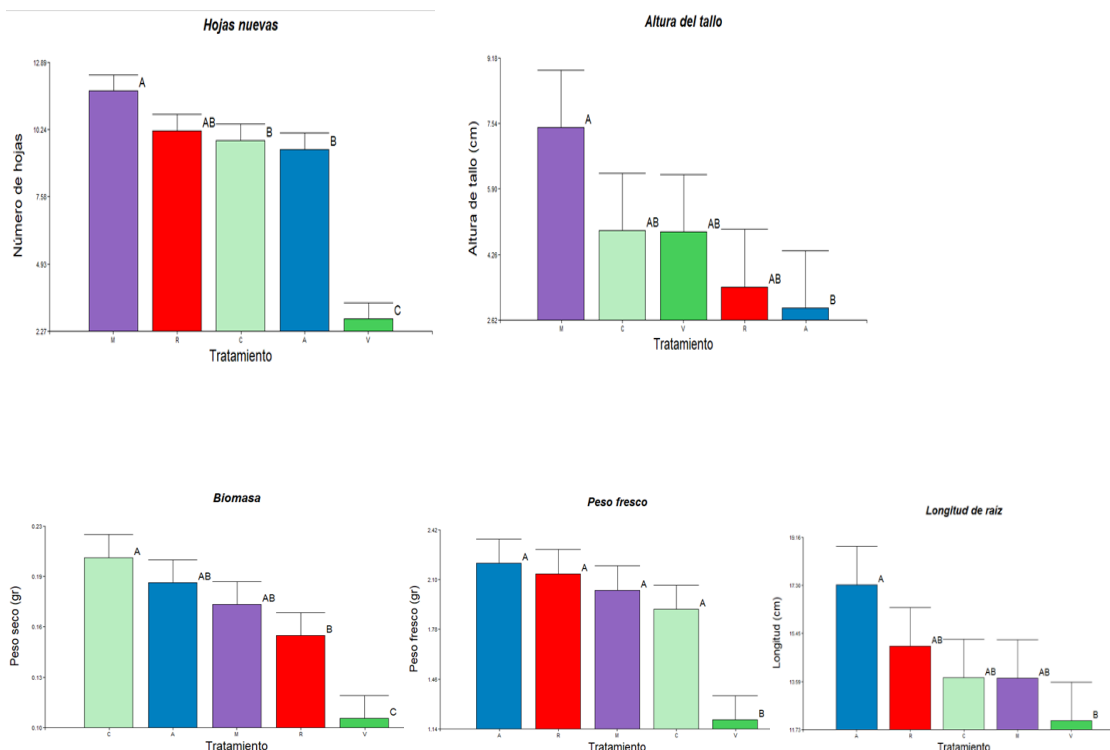 Hojas nuevas
Número de hojas
12.89
10.24
7.58
4.93
2.27
A
AB
B
B
C
M R C A V
Tratamiento
Altura del tallo
Altura de tallo (cm)
9.18
7.54
5.90
4.26
2.62
A
AB
AB
AB
B
M C V R A
Tratamiento
Biomasa
Peso seco (gr)
0.23
0.19
0.16
0.13
0.10
A
AB
AB
B
C
C A M R V
Tratamiento
Peso fresco
Peso fresco (gr)
2.42
2.10
1.78
1.46
1.14
A
A
A
A
B
A R M C V
Tratamiento
Longitud de raíz
Longitud (cm)
19.16
17.30
15.45
13.59
11.73
A
AB
AB
AB
B
A R C M V
Tratamiento